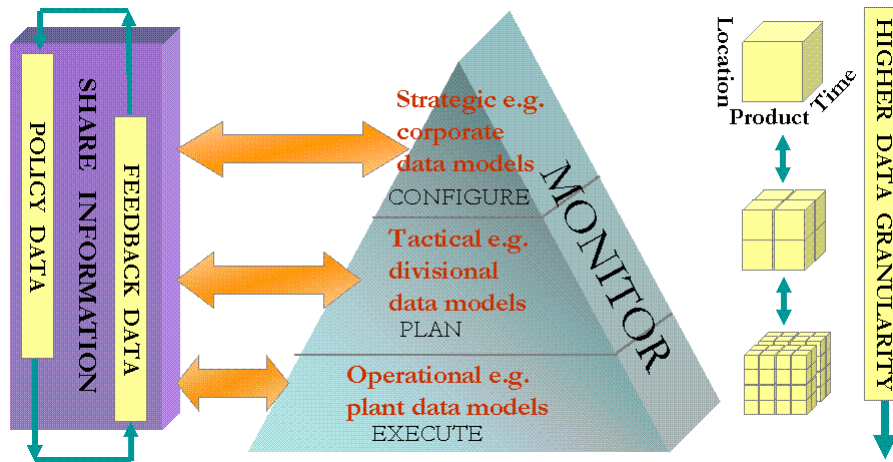 POLICY DATA
SHARE INFORMATION
FEEDBACK DATA
Strategic e.g.
corporate
data models
CONFIGURE
Tactical e.g.
divisional
data models
PLAN
Operational e.g.
plant data models
EXECUTE
MONITOR
Location
Product
Time
HIGHER DATA GRANULARITY